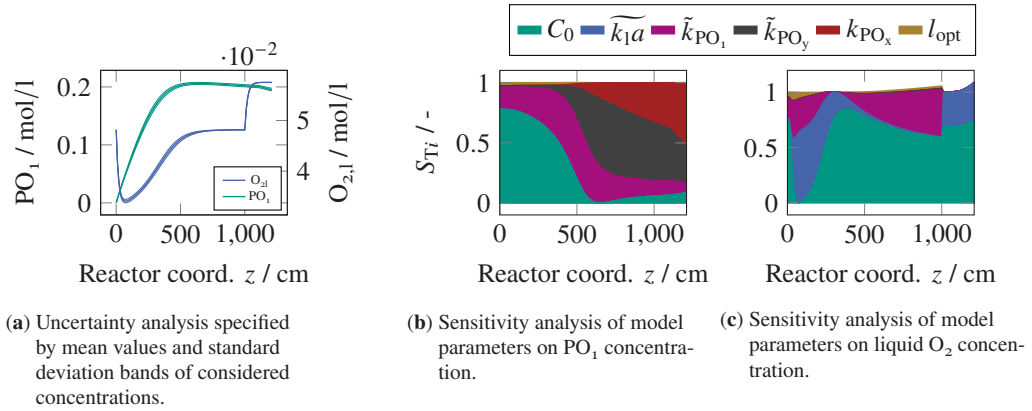 C₀ k̃ₗa k̃PO₁ k̃POᵧ kPOₓ lopt
·10⁻²
0.2
0.1
0
PO₁ / mol/l
5
4
O₂,l / mol/l
O₂l
PO₁
0 500 1,000
Reactor coord. z / cm
1
0.5
0
S_Ti / -
0 500 1,000
Reactor coord. z / cm
1
0.5
0
0 500 1,000
Reactor coord. z / cm
(a) Uncertainty analysis specified
by mean values and standard
deviation bands of considered
concentrations.
(b) Sensitivity analysis of model
parameters on PO₁ concentra-
tion.
(c) Sensitivity analysis of model
parameters on liquid O₂ concen-
tration.